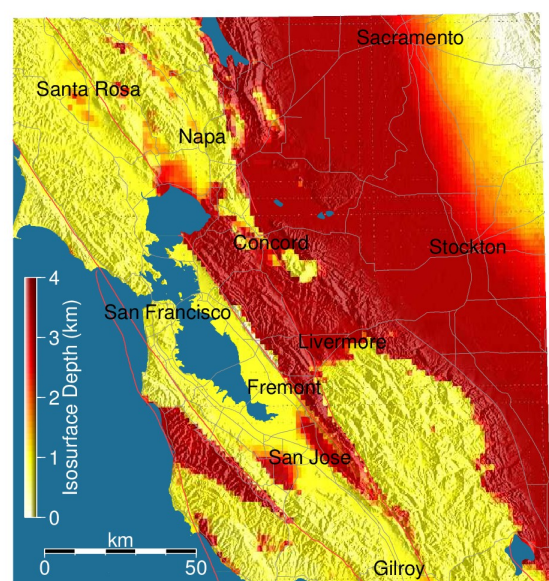 Sacramento
Santa Rosa
Napa
Concord
Stockton
San Francisco
Livermore
Fremont
San Jose
Gilroy
4
3
2
1
0
Isosurface Depth (km)
km
0 50